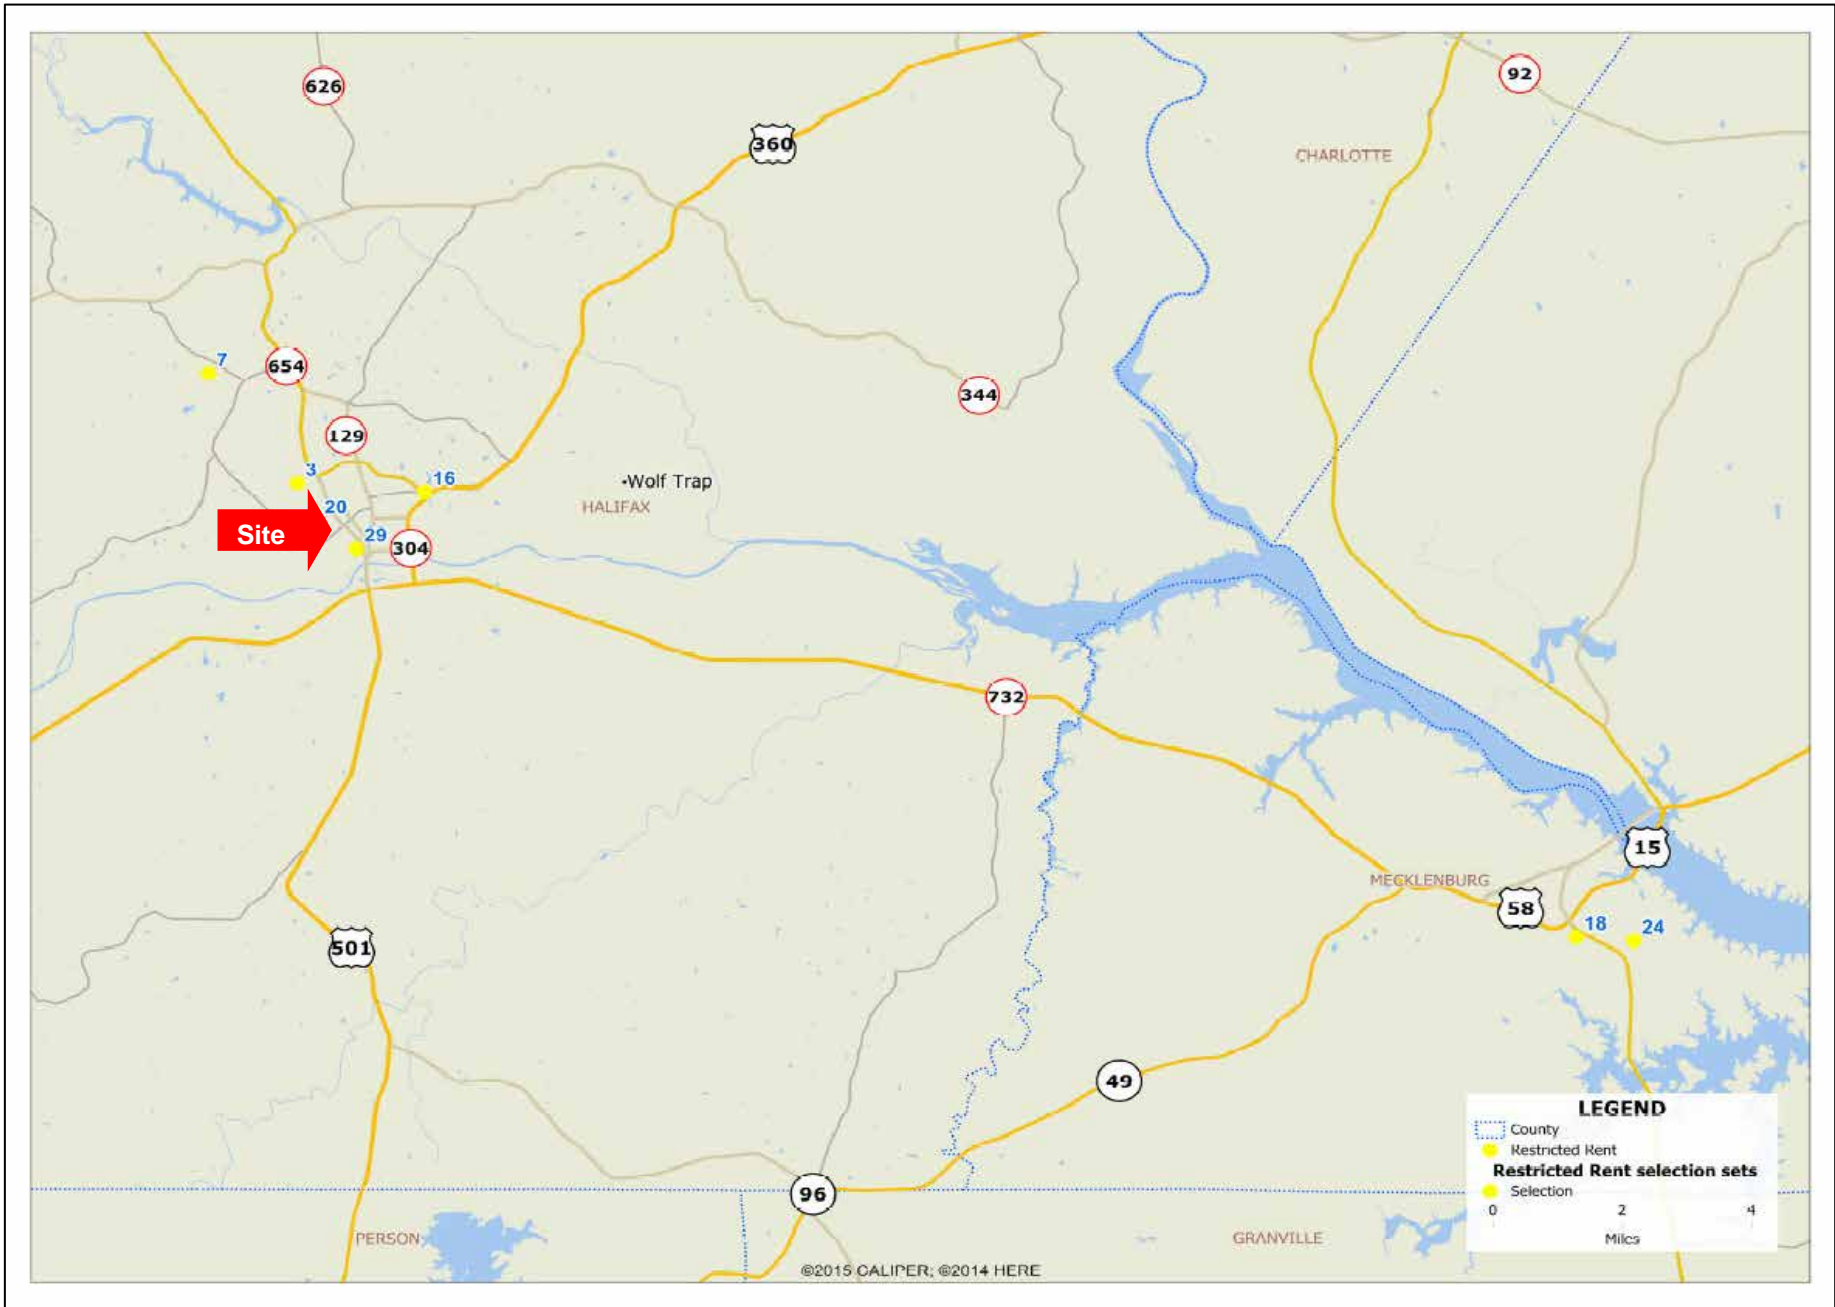 626
92
360
CHARLOTTE
7
654
344
129
3
16
Wolf Trap
20
HALIFAX
Site
29
304
732
15
MECKLENBURG
58
18
24
501
49
LEGEND
County
Restricted Rent
Restricted Rent selection sets
Selection
0 2 4
Miles
96
PERSON
GRANVILLE
©2015 CALIPER; ©2014 HERE